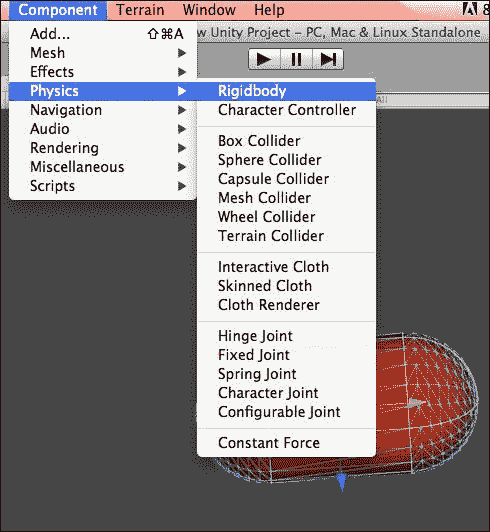 Component Terrain Window Help
w Unity Project – PC, Mac & Linux Standalone
Add... ⇧⌘A
Mesh
Effects
Physics
Navigation
Audio
Rendering
Miscellaneous
Scripts
All
Rigidbody
Character Controller
Box Collider
Sphere Collider
Capsule Collider
Mesh Collider
Wheel Collider
Terrain Collider
Interactive Cloth
Skinned Cloth
Cloth Renderer
Hinge Joint
Fixed Joint
Spring Joint
Character Joint
Configurable Joint
Constant Force